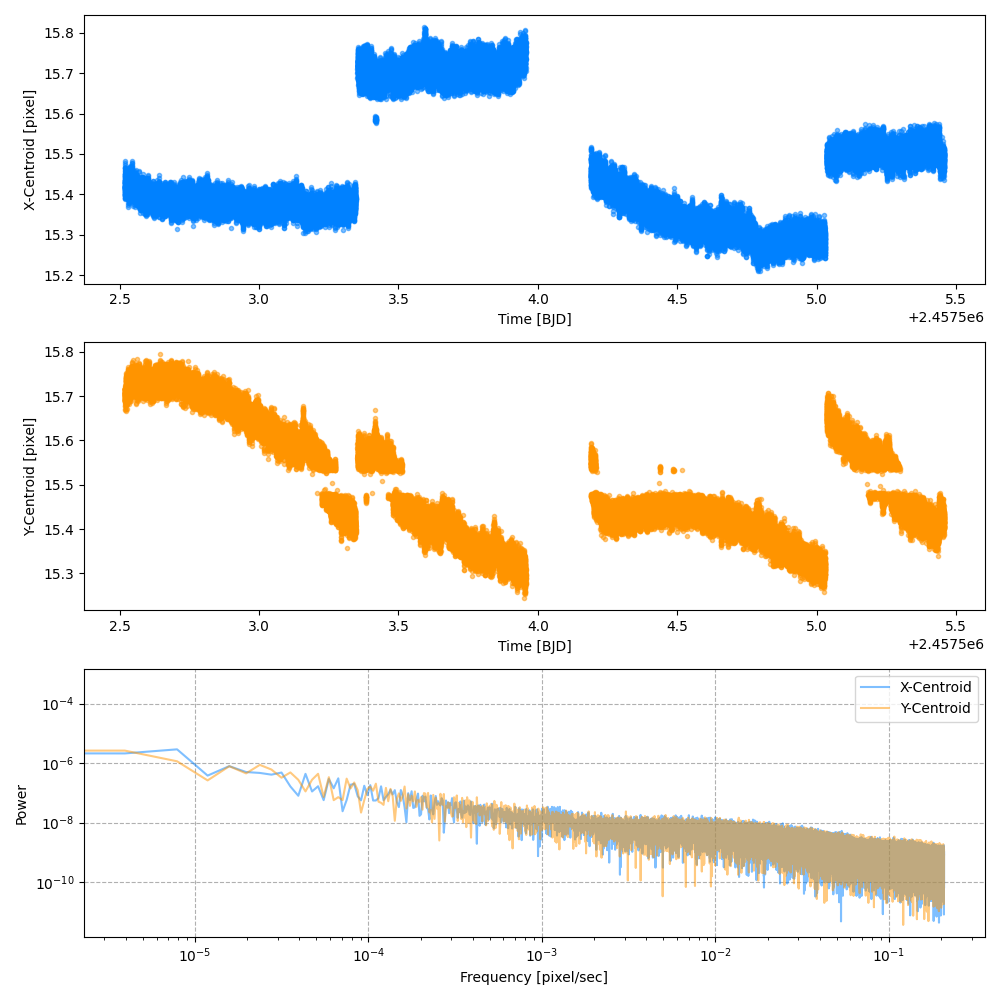 15.8
15.7
15.6
15.5
15.4
15.3
15.2
X-Centroid [pixel]
2.5 3.0 3.5 4.0 4.5 5.0 5.5
Time [BJD]
+2.4575e6
15.8
15.7
15.6
15.5
15.4
15.3
Y-Centroid [pixel]
2.5 3.0 3.5 4.0 4.5 5.0 5.5
Time [BJD]
+2.4575e6
X-Centroid
Y-Centroid
10⁻⁴
10⁻⁶
10⁻⁸
10⁻¹⁰
Power
10⁻⁵ 10⁻⁴ 10⁻³ 10⁻² 10⁻¹
Frequency [pixel/sec]